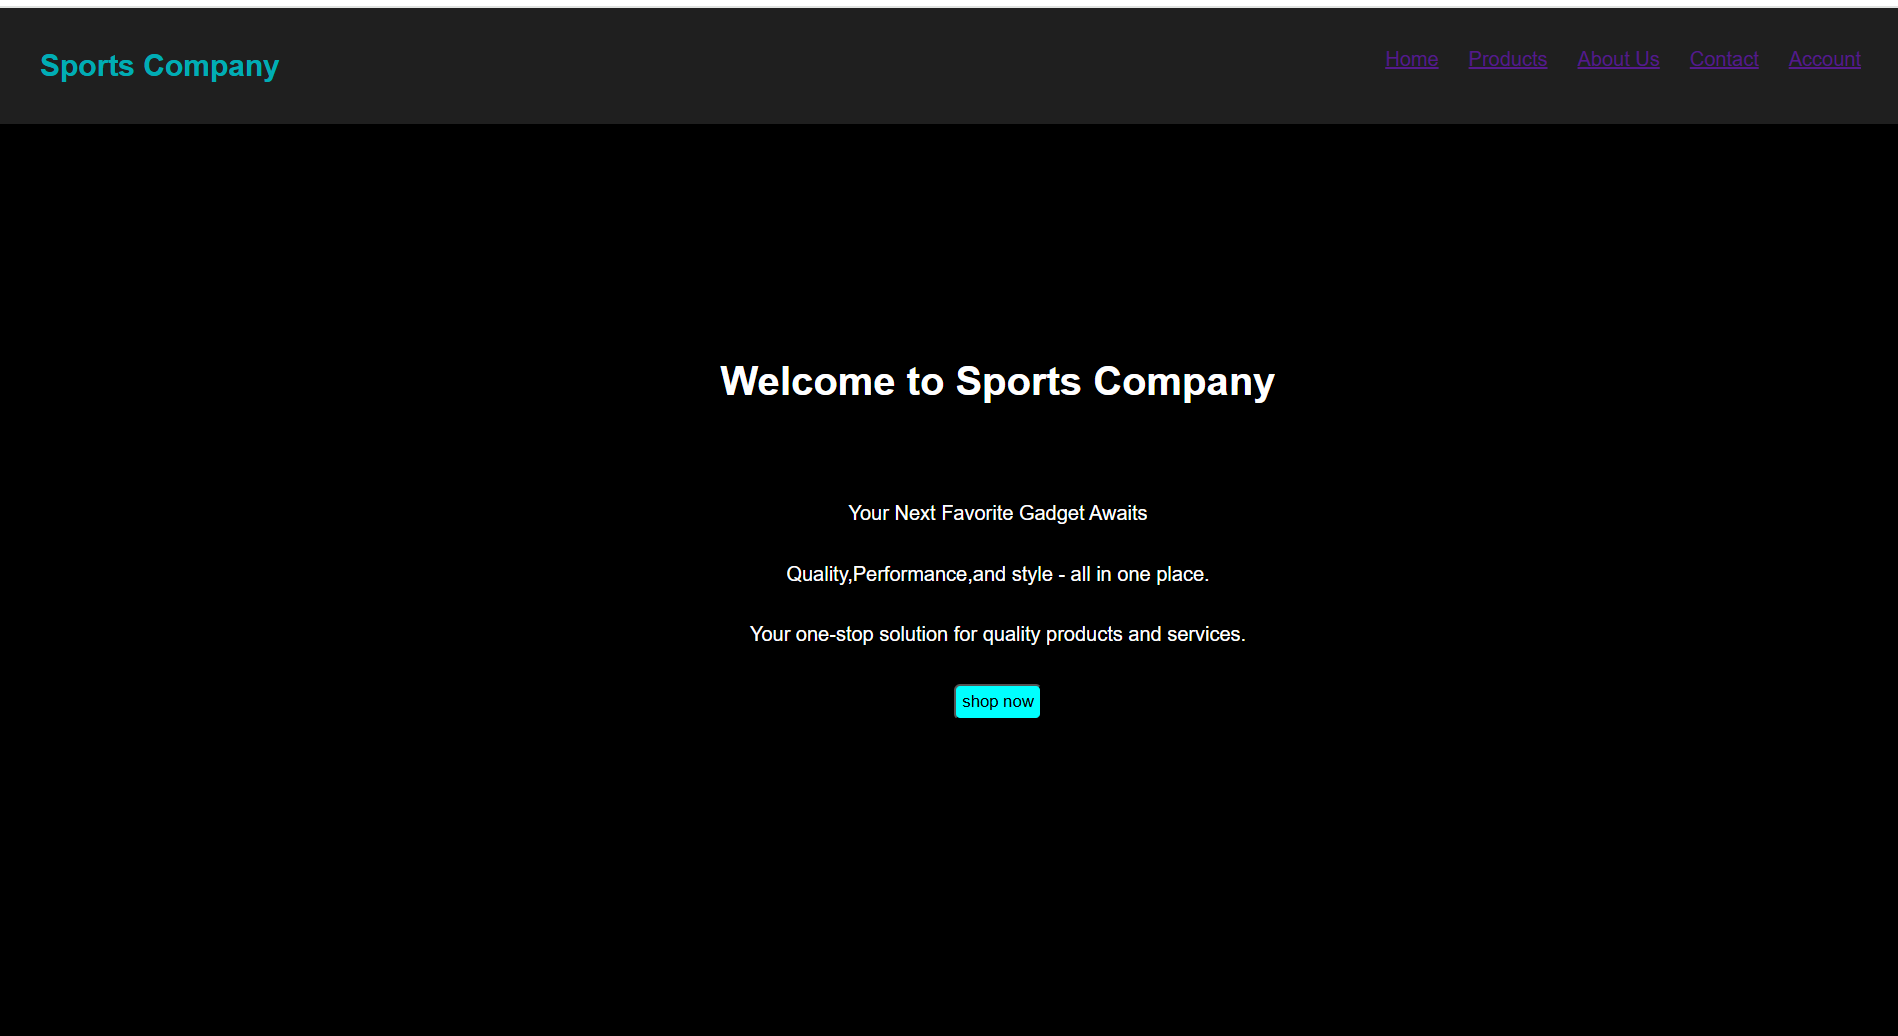 Sports Company
Home Products About Us Contact Account
Welcome to Sports Company
Your Next Favorite Gadget Awaits
Quality,Performance,and style - all in one place.
Your one-stop solution for quality products and services.
shop now